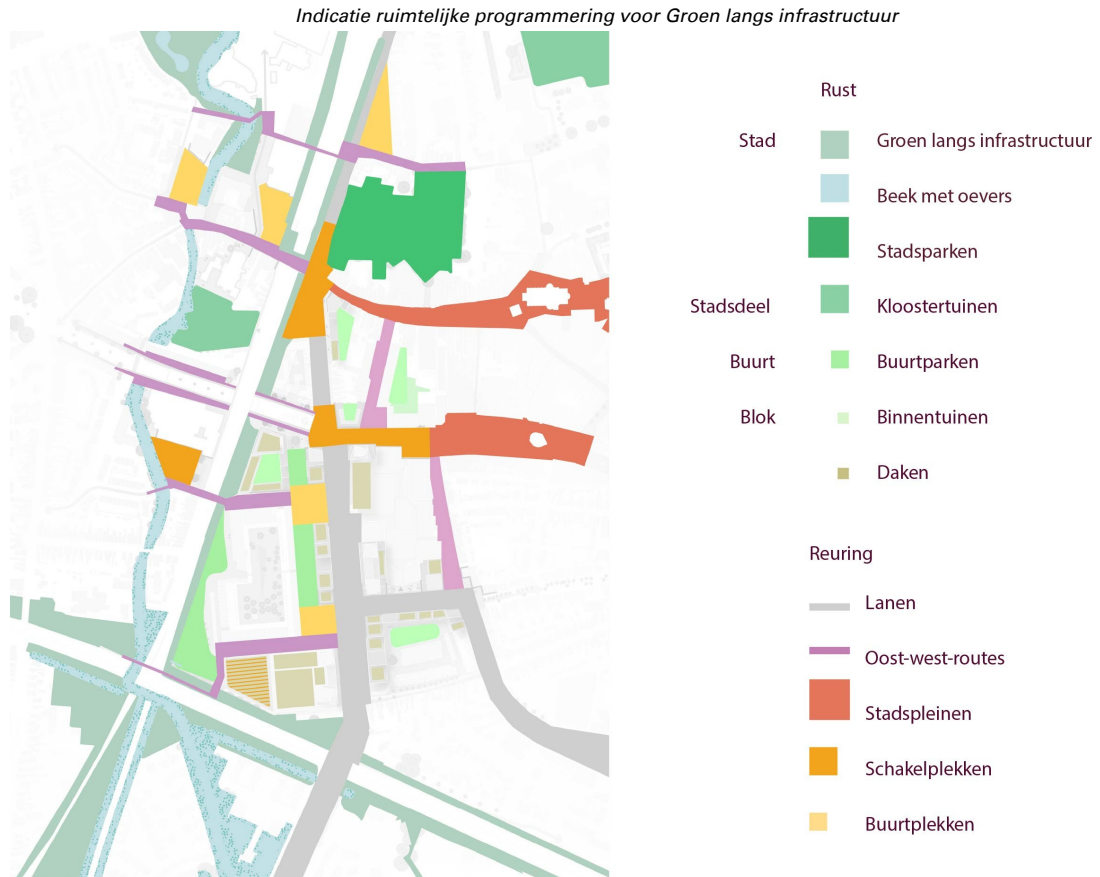 Indicatie ruimtelijke programmering voor Groen langs infrastructuur
Rust
Stad
Groen langs infrastructuur
Beek met oevers
Stadsparken
Stadsdeel
Kloostertuinen
Buurt
Buurtparken
Blok
Binnentuinen
Daken
Reuring
Lanen
Oost-west-routes
Stadspleinen
Schakelplekken
Buurtplekken